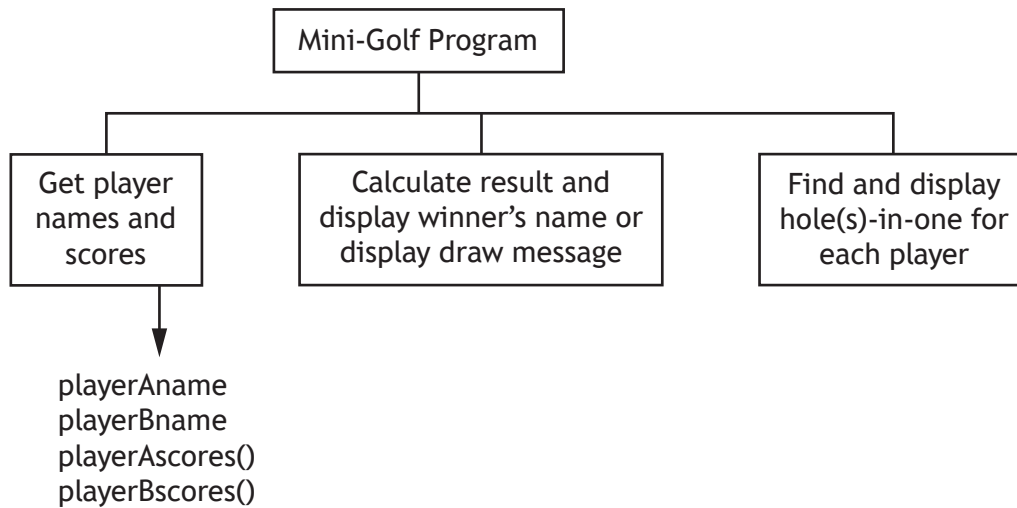 Mini-Golf Program
Get player
names and
scores
Calculate result and
display winner’s name or
display draw message
Find and display
hole(s)-in-one for
each player
playerAname
playerBname
playerAscores()
playerBscores()